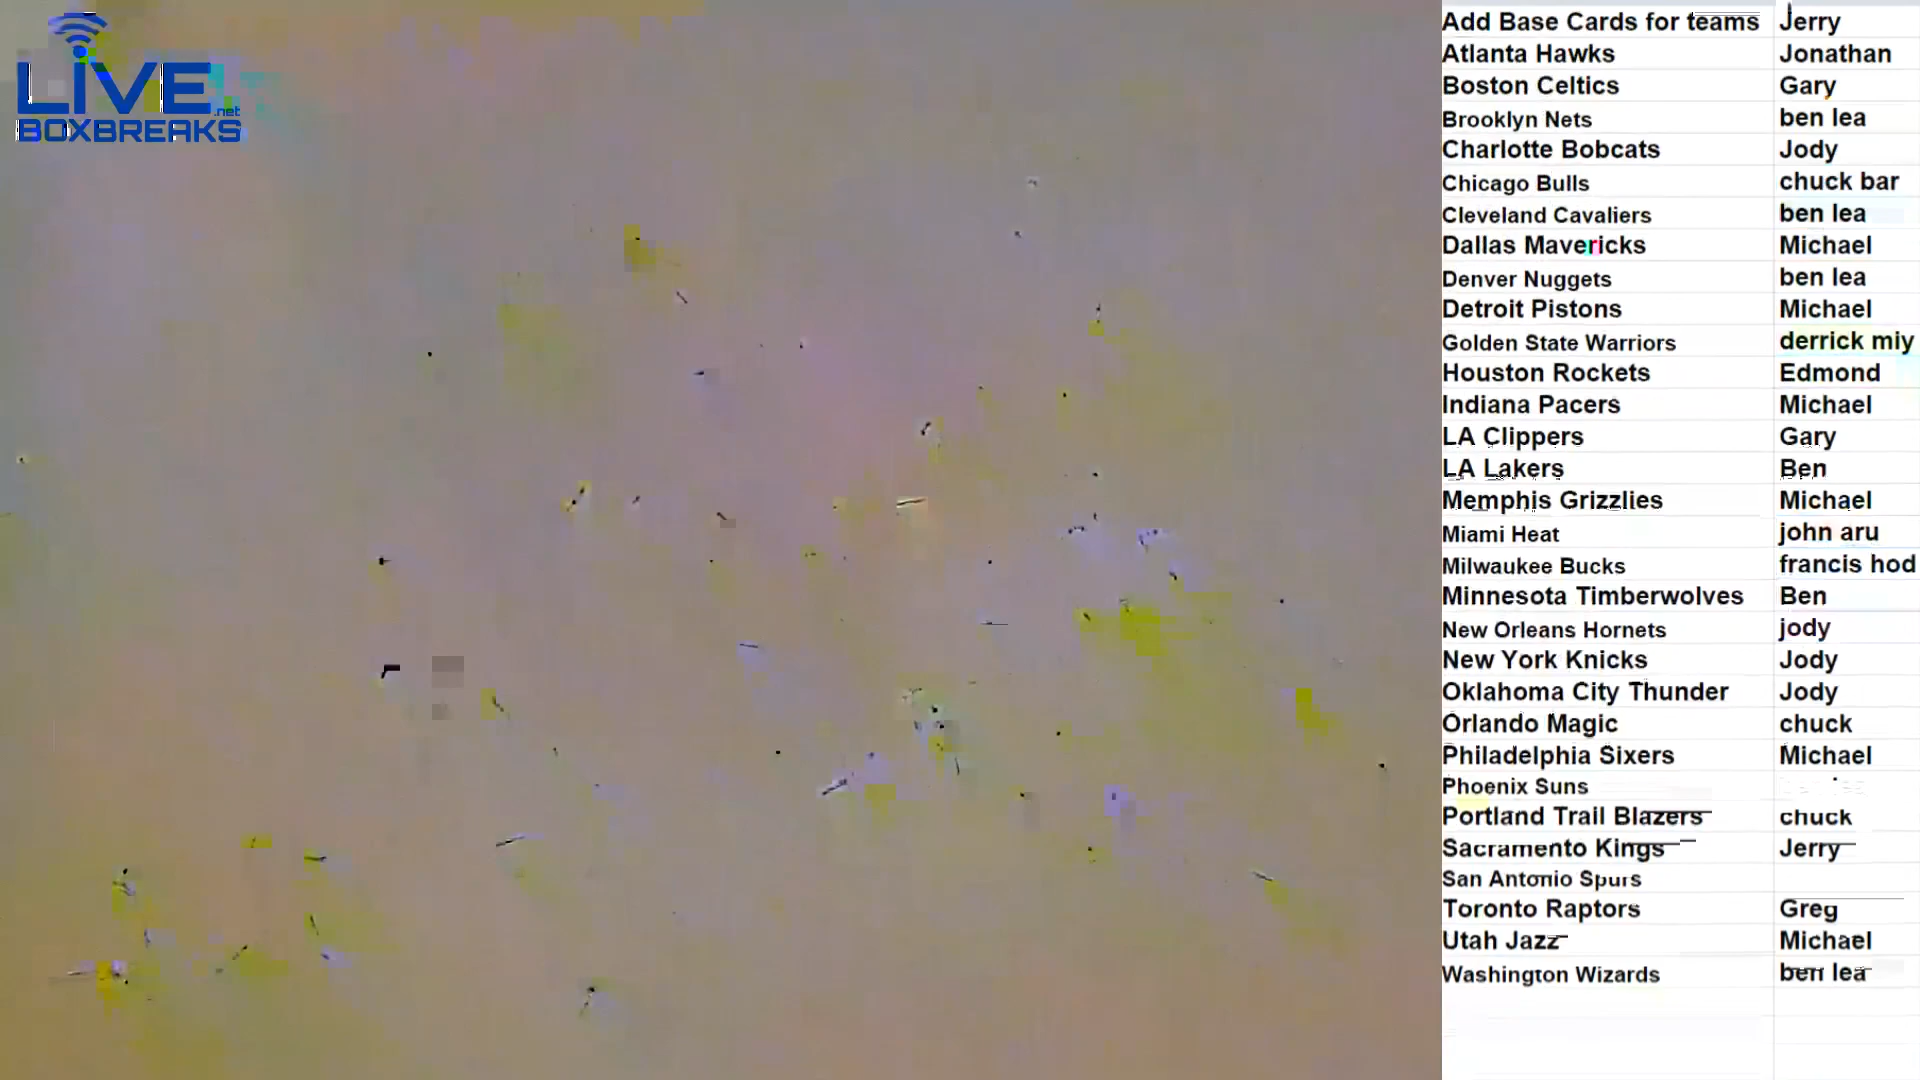 LIVE
.net
BOXBREAKS
Add Base Cards for teams Jerry
Atlanta Hawks Jonathan
Boston Celtics Gary
Brooklyn Nets ben lea
Charlotte Bobcats Jody
Chicago Bulls chuck bar
Cleveland Cavaliers ben lea
Dallas Mavericks Michael
Denver Nuggets ben lea
Detroit Pistons Michael
Golden State Warriors derrick miy
Houston Rockets Edmond
Indiana Pacers Michael
LA Clippers Gary
LA Lakers Ben
Memphis Grizzlies Michael
Miami Heat john aru
Milwaukee Bucks francis hod
Minnesota Timberwolves Ben
New Orleans Hornets jody
New York Knicks Jody
Oklahoma City Thunder Jody
Orlando Magic chuck
Philadelphia Sixers Michael
Phoenix Suns
Portland Trail Blazers chuck
Sacramento Kings Jerry
San Antonio Spurs
Toronto Raptors Greg
Utah Jazz Michael
Washington Wizards ben lea